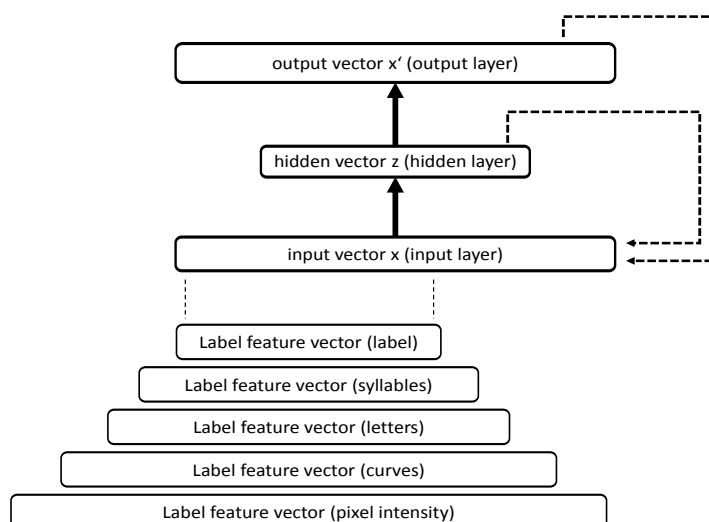 output vector x‘ (output layer)
hidden vector z (hidden layer)
input vector x (input layer)
Label feature vector (label)
Label feature vector (syllables)
Label feature vector (letters)
Label feature vector (curves)
Label feature vector (pixel intensity)